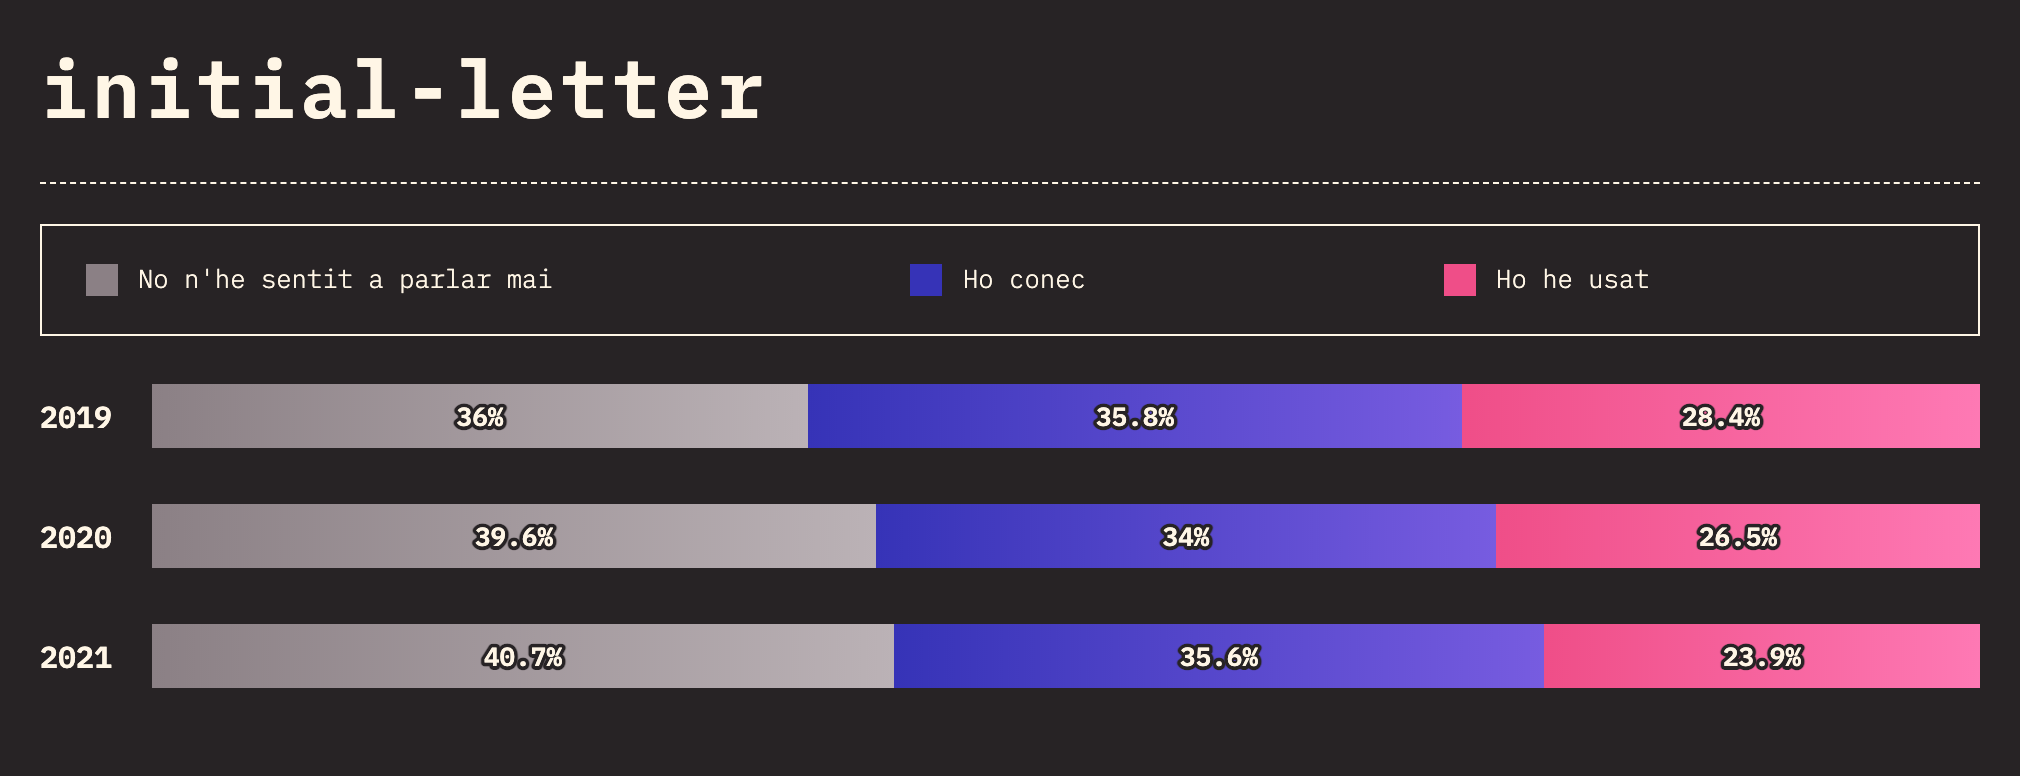 initial-letter
No n'he sentit a parlar mai Ho conec Ho he usat
2019 36% 35.8% 28.4%
2020 39.6% 34% 26.5%
2021 40.7% 35.6% 23.9%